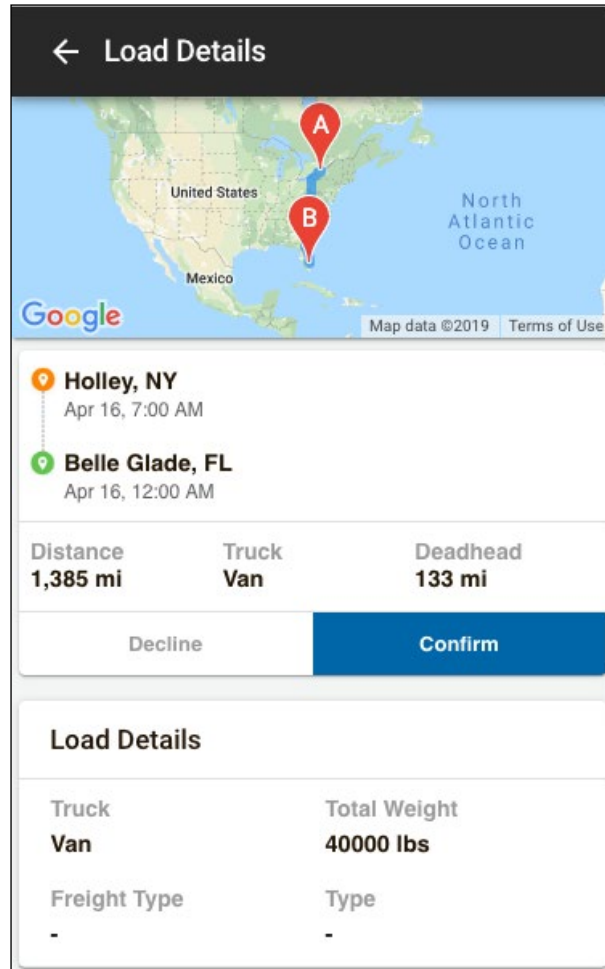 Load Details
A
United States
B
North
Atlantic
Ocean
Mexico
Google
Map data ©2019 Terms of Use
Holley, NY
Apr 16, 7:00 AM
Belle Glade, FL
Apr 16, 12:00 AM
Distance Truck Deadhead
1,385 mi Van 133 mi
Decline Confirm
Load Details
Truck Total Weight
Van 40000 lbs
Freight Type Type
- -